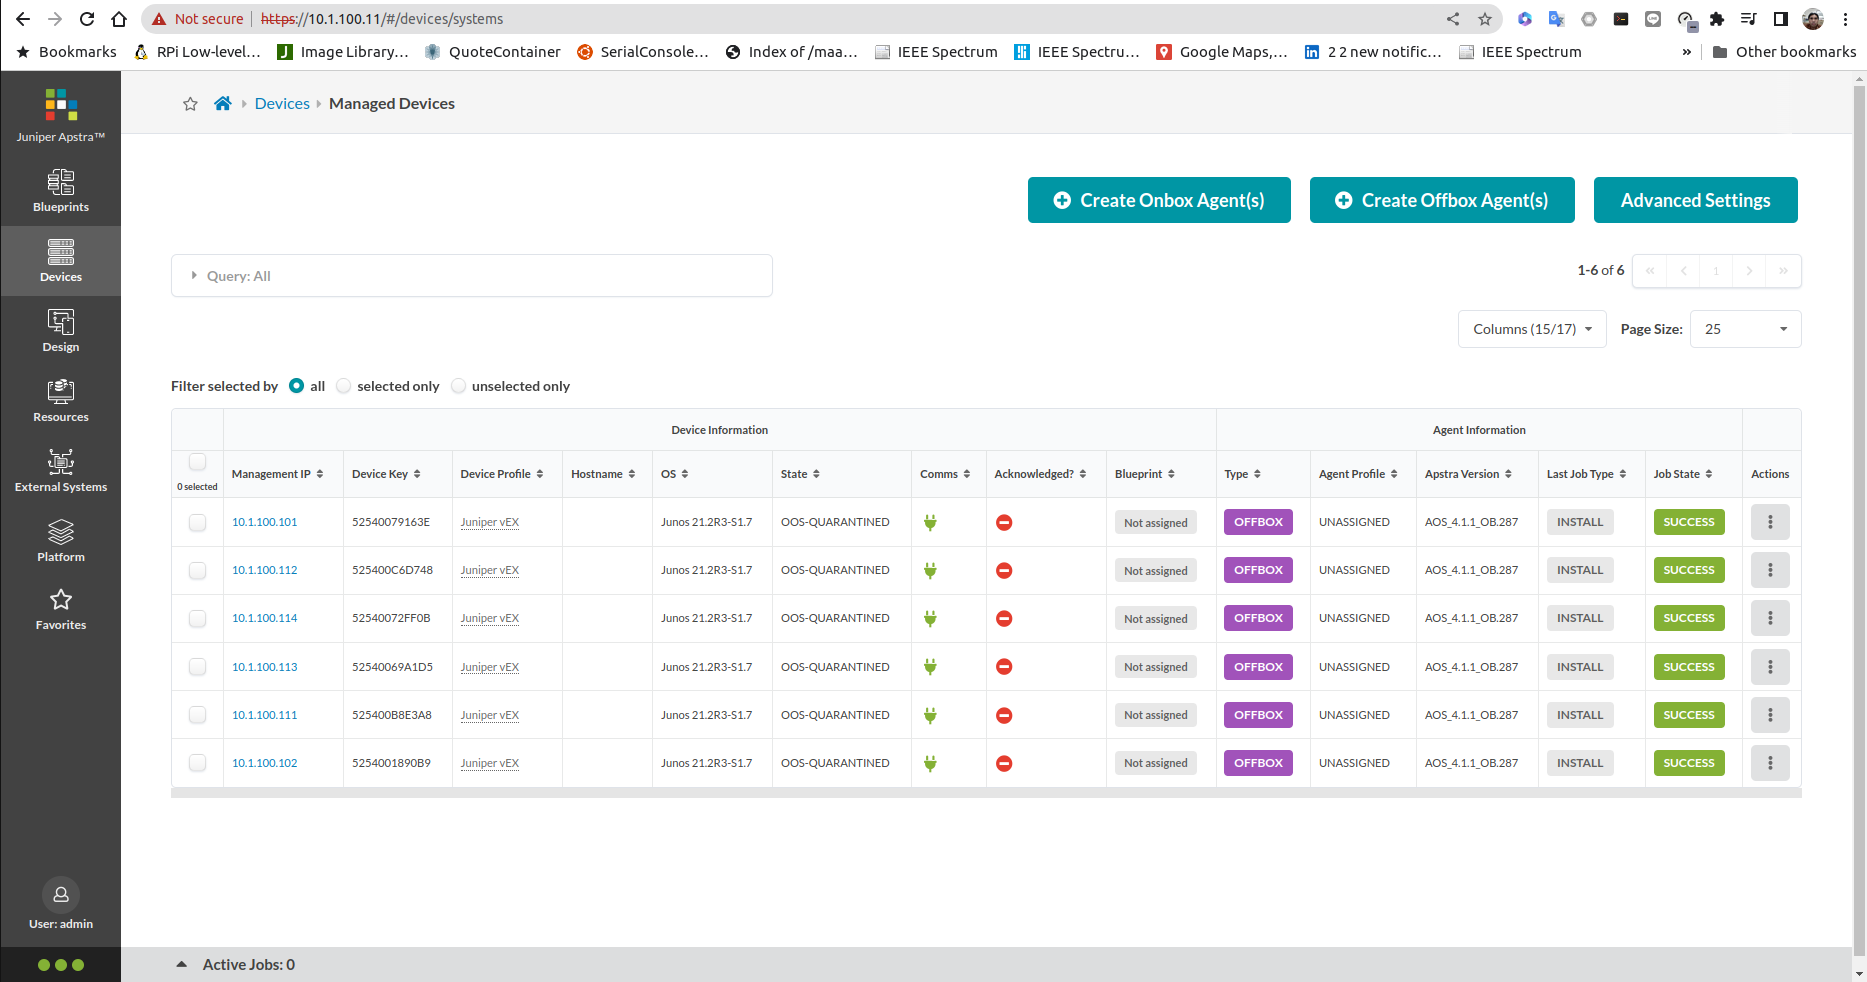 Not secure https://10.1.100.11/#/devices/systems
Bookmarks RPi Low-level... Image Library... QuoteContainer SerialConsole... Index of /maa... IEEE Spectrum IEEE Spectru... Google Maps,... 2 2 new notific... IEEE Spectrum » Other bookmarks
Juniper Apstra™
Blueprints
Devices
Design
Resources
External Systems
Platform
Favorites
User: admin
Devices Managed Devices
Create Onbox Agent(s) Create Offbox Agent(s) Advanced Settings
Query: All
1-6 of 6 « ‹ 1 › »
Columns (15/17) Page Size: 25
Filter selected by all selected only unselected only
Device Information Agent Information
0 selected Management IP Device Key Device Profile Hostname OS State Comms Acknowledged? Blueprint Type Agent Profile Apstra Version Last Job Type Job State Actions
10.1.100.101 52540079163E Juniper vEX Junos 21.2R3-S1.7 OOS-QUARANTINED Not assigned OFFBOX UNASSIGNED AOS_4.1.1_OB.287 INSTALL SUCCESS
10.1.100.112 525400C6D748 Juniper vEX Junos 21.2R3-S1.7 OOS-QUARANTINED Not assigned OFFBOX UNASSIGNED AOS_4.1.1_OB.287 INSTALL SUCCESS
10.1.100.114 52540072FF0B Juniper vEX Junos 21.2R3-S1.7 OOS-QUARANTINED Not assigned OFFBOX UNASSIGNED AOS_4.1.1_OB.287 INSTALL SUCCESS
10.1.100.113 52540069A1D5 Juniper vEX Junos 21.2R3-S1.7 OOS-QUARANTINED Not assigned OFFBOX UNASSIGNED AOS_4.1.1_OB.287 INSTALL SUCCESS
10.1.100.111 525400B8E3A8 Juniper vEX Junos 21.2R3-S1.7 OOS-QUARANTINED Not assigned OFFBOX UNASSIGNED AOS_4.1.1_OB.287 INSTALL SUCCESS
10.1.100.102 5254001890B9 Juniper vEX Junos 21.2R3-S1.7 OOS-QUARANTINED Not assigned OFFBOX UNASSIGNED AOS_4.1.1_OB.287 INSTALL SUCCESS
Active Jobs: 0